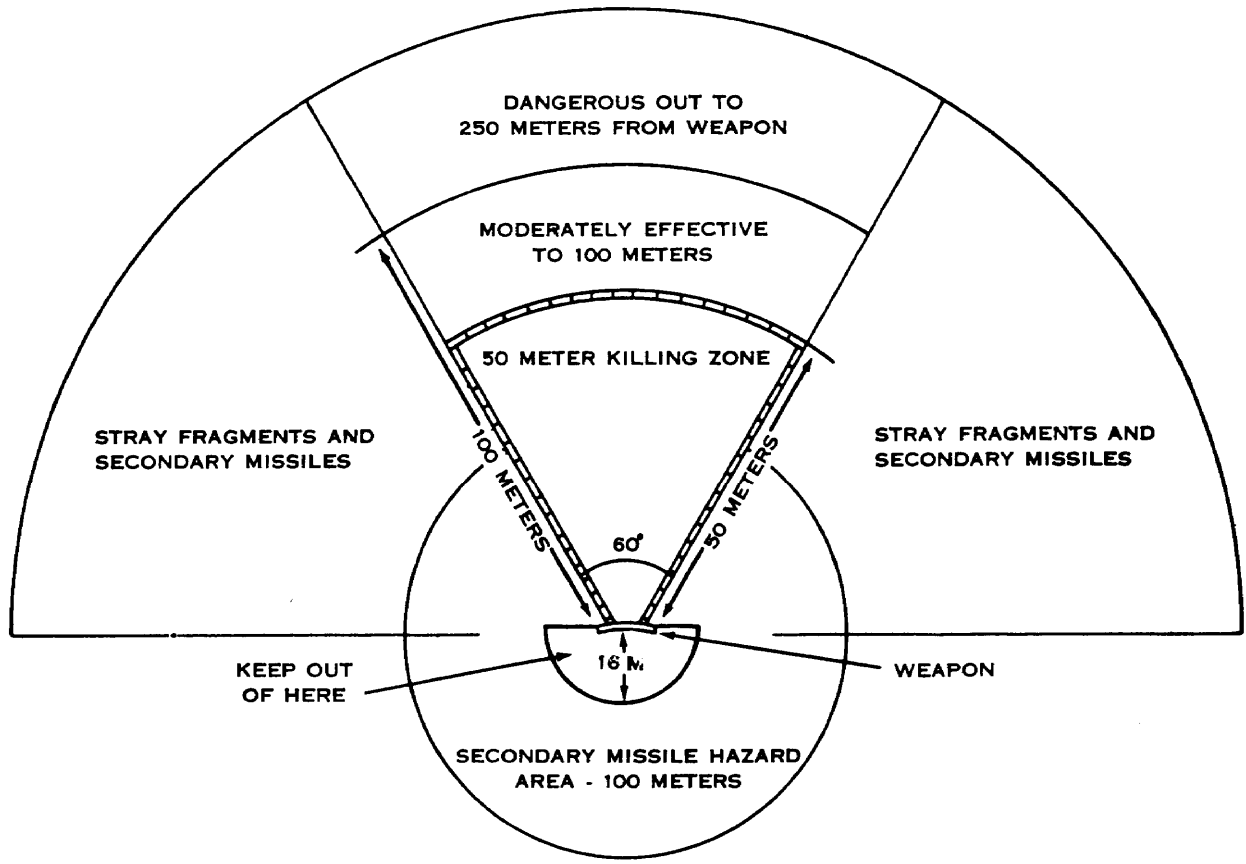 DANGEROUS OUT TO
250 METERS FROM WEAPON
MODERATELY EFFECTIVE
TO 100 METERS
50 METER KILLING ZONE
STRAY FRAGMENTS AND
SECONDARY MISSILES
100 METERS
60°
50 METERS
STRAY FRAGMENTS AND
SECONDARY MISSILES
KEEP OUT
OF HERE
16 M
WEAPON
SECONDARY MISSILE HAZARD
AREA - 100 METERS